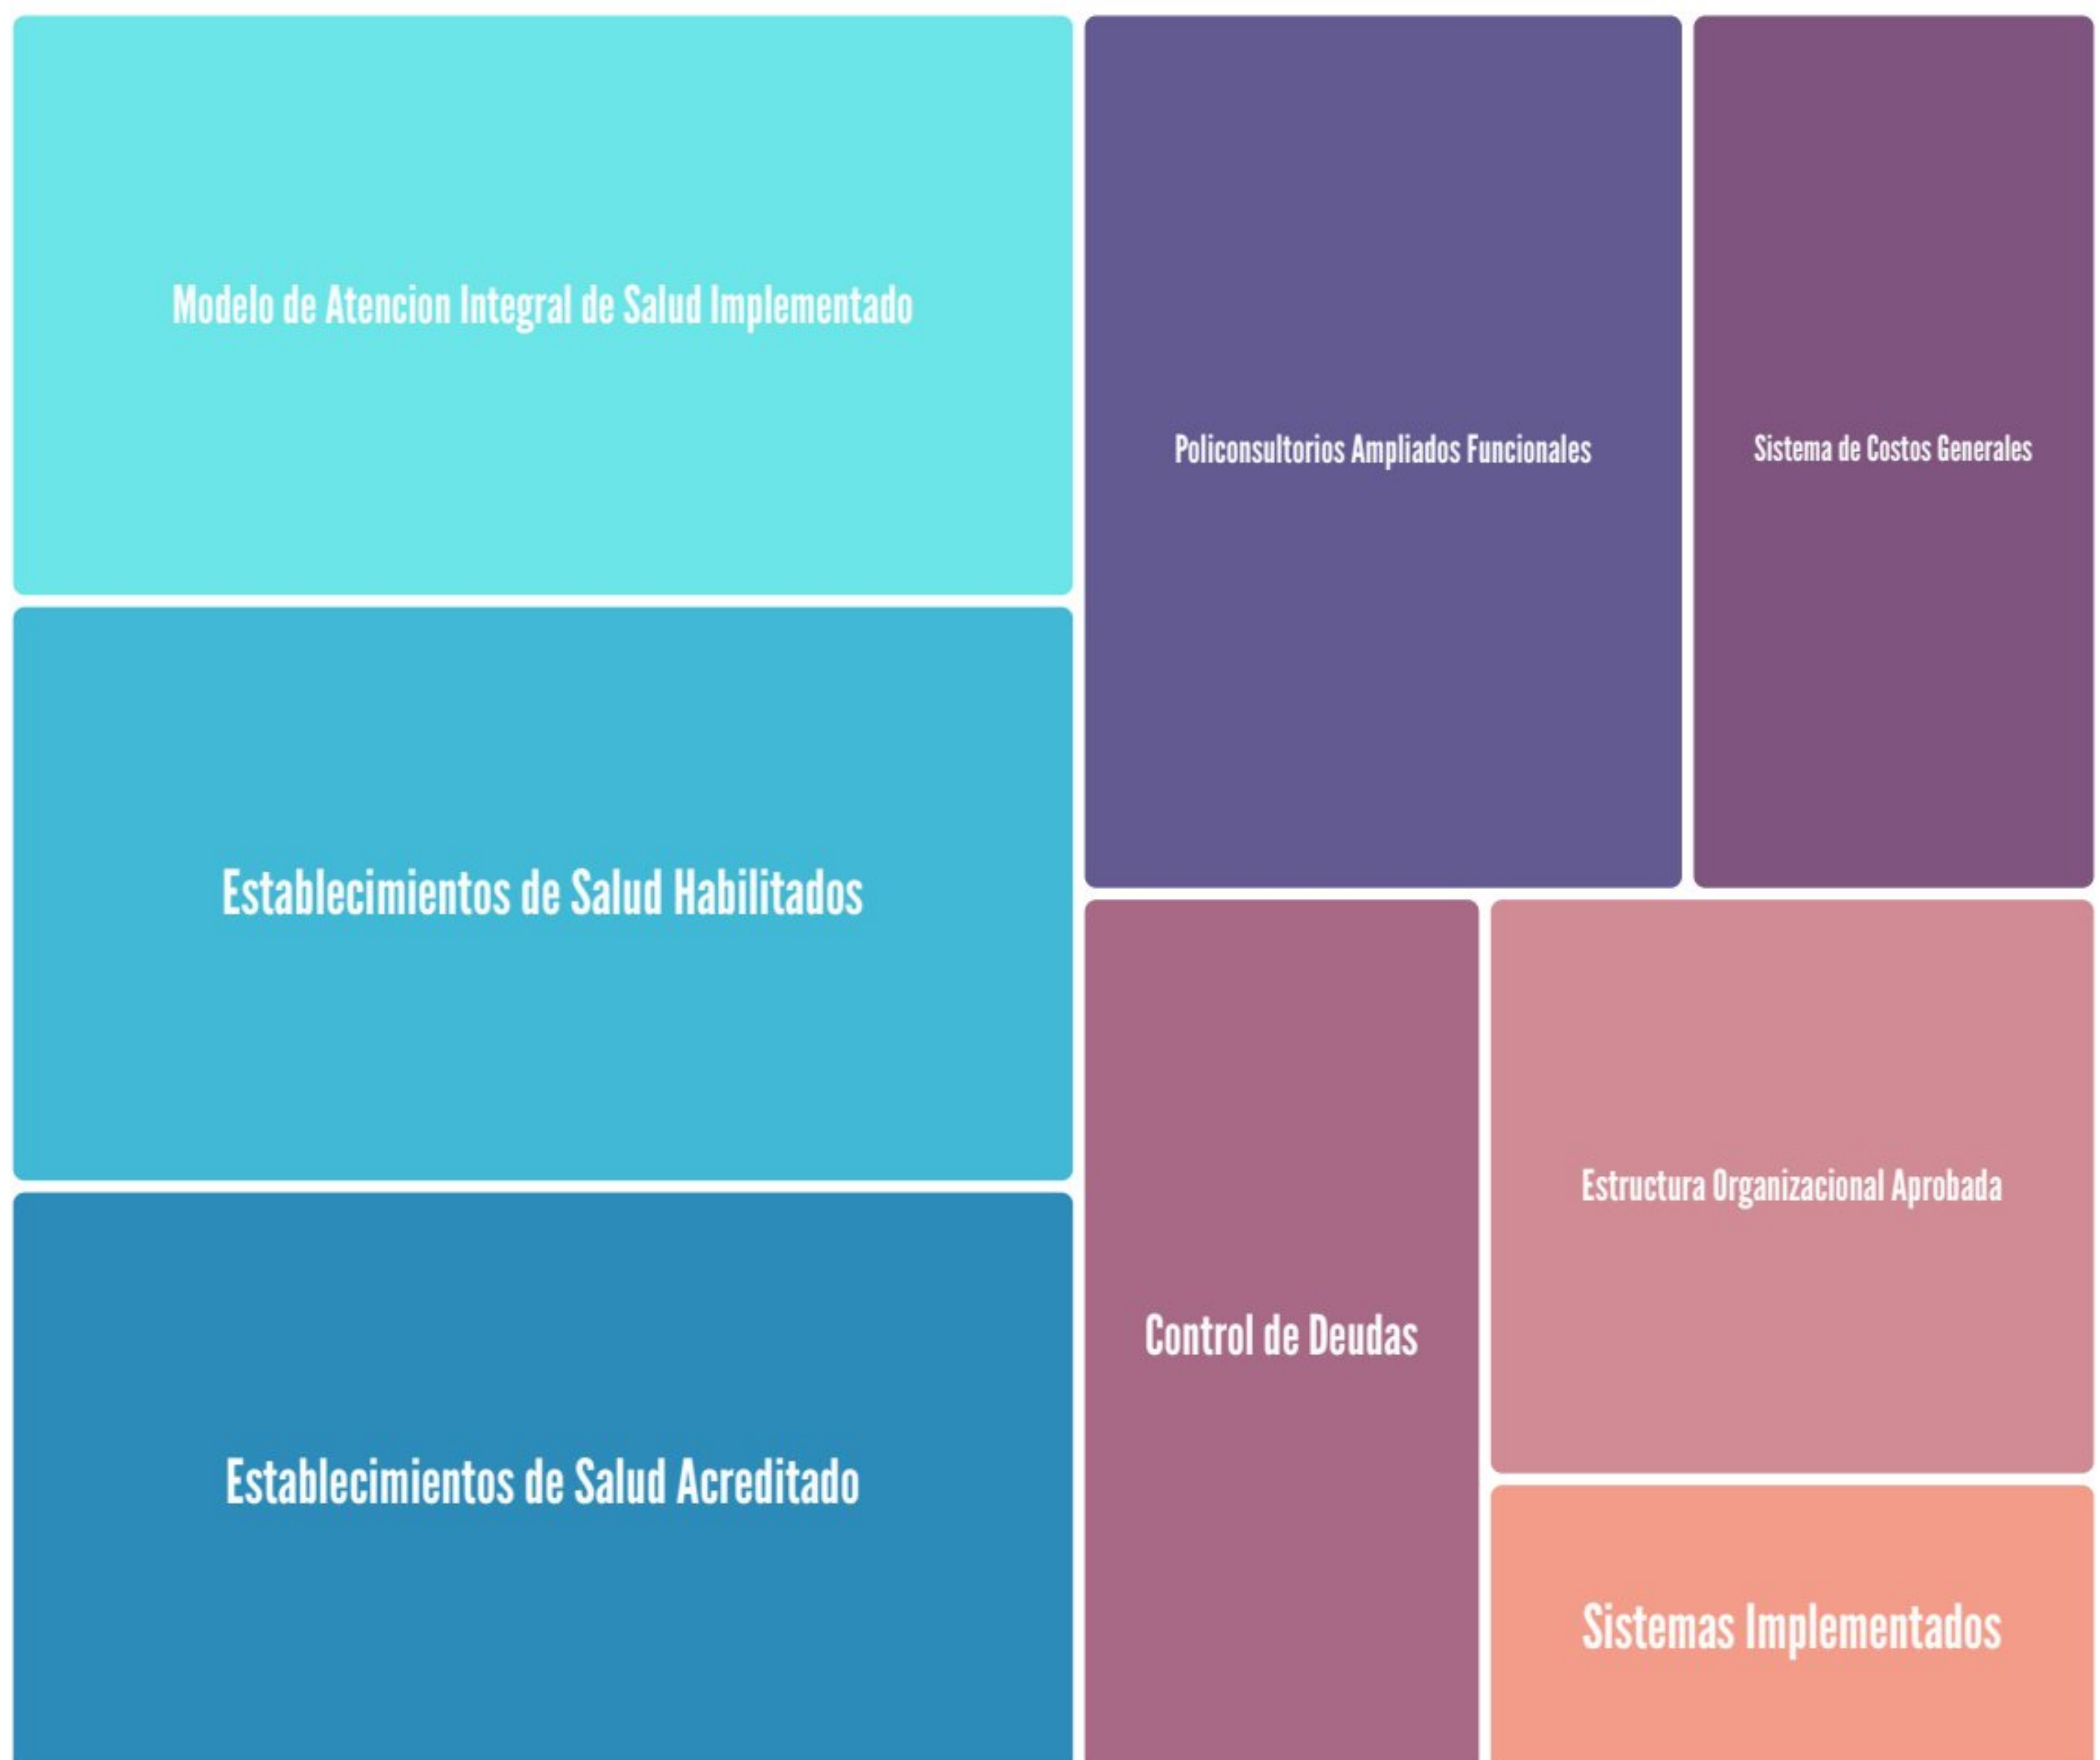 Modelo de Atencion Integral de Salud Implementado
Establecimientos de Salud Habilitados
Establecimientos de Salud Acreditado
Policonsultorios Ampliados Funcionales
Sistema de Costos Generales
Control de Deudas
Estructura Organizacional Aprobada
Sistemas Implementados